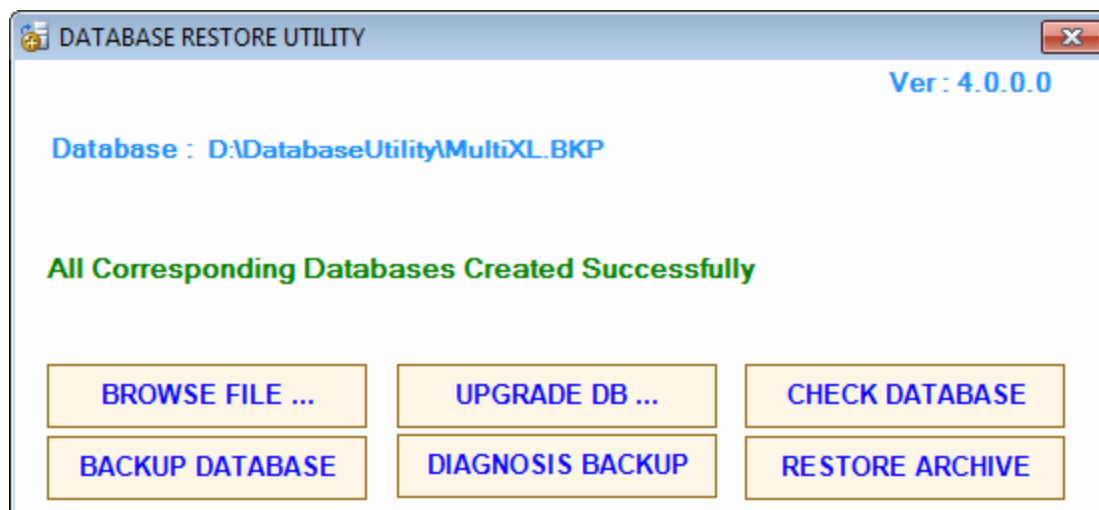 DATABASE RESTORE UTILITY
Ver : 4.0.0.0
Database : D:\DatabaseUtility\MultiXL.BKP
All Corresponding Databases Created Successfully
BROWSE FILE ... UPGRADE DB ... CHECK DATABASE
BACKUP DATABASE DIAGNOSIS BACKUP RESTORE ARCHIVE